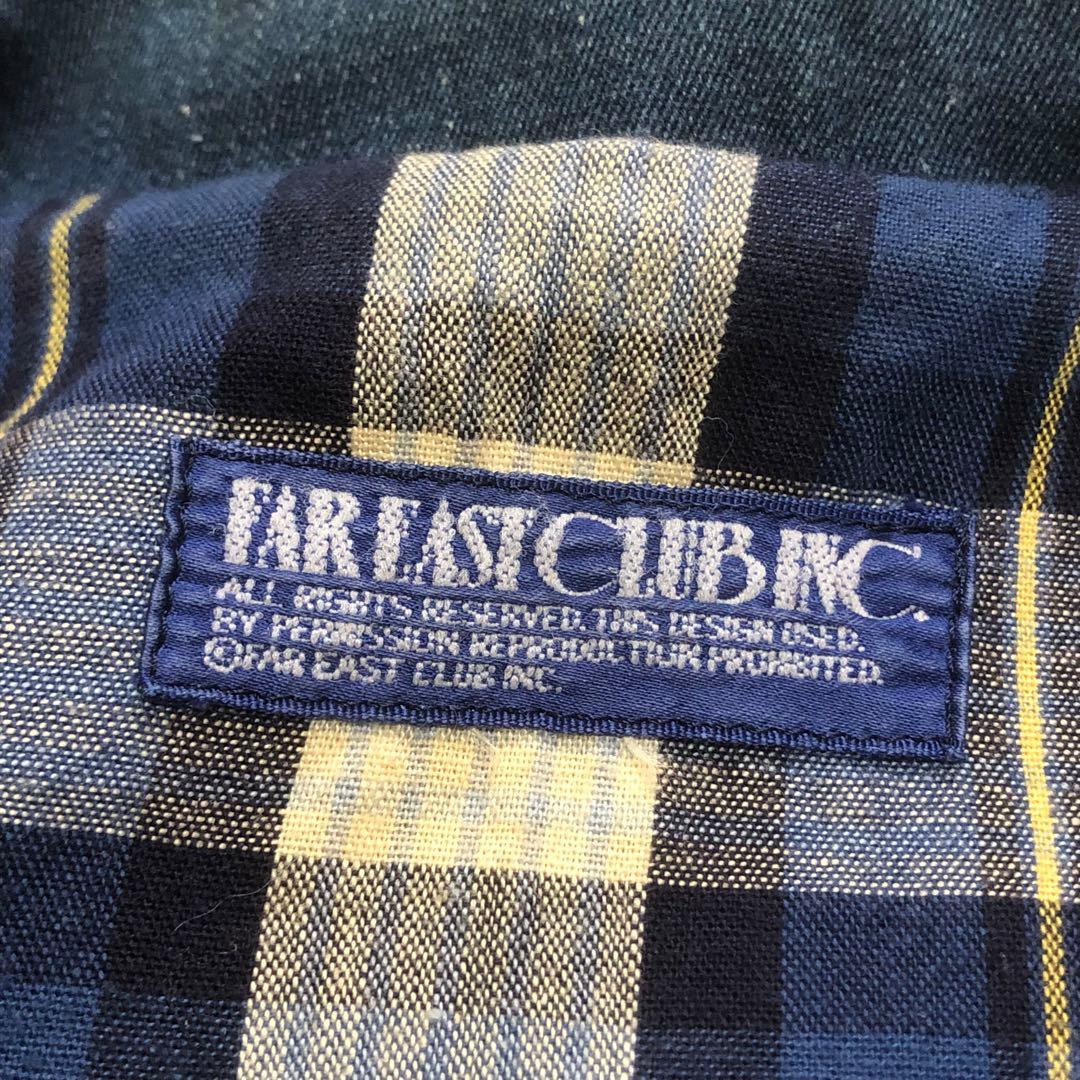 FAR EAST CLUB INC.
ALL RIGHTS RESERVED. THIS DESIGN USED.
BY PERMISSION. REPRODUCTION PROHIBITED.
©FAR EAST CLUB INC.